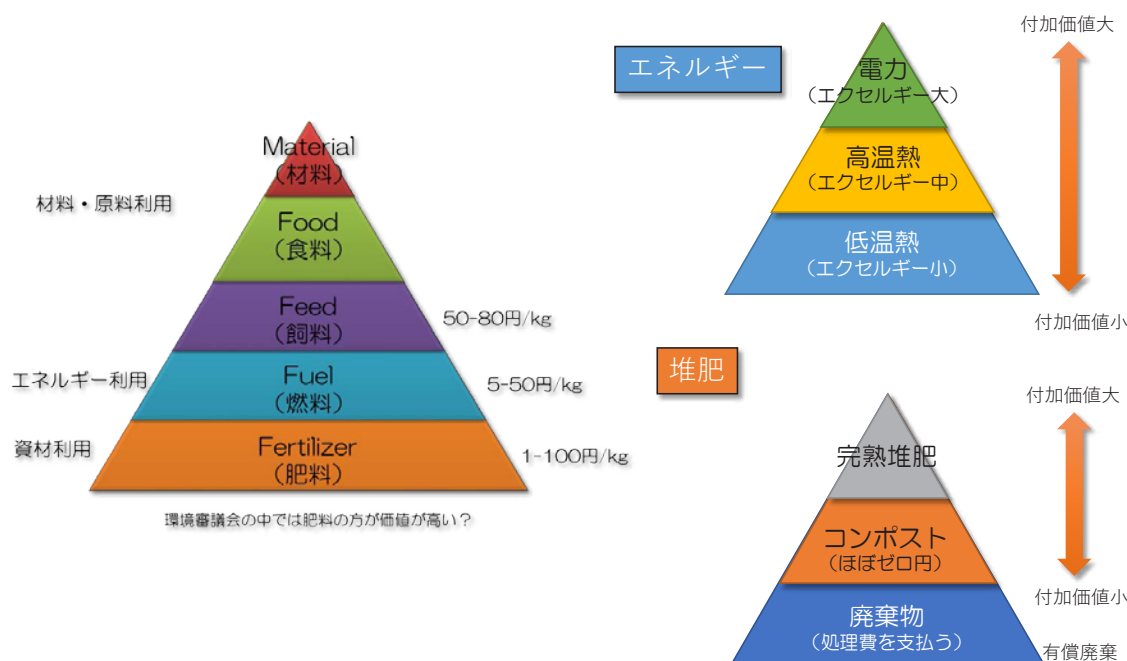 Material
(材料)
材料・原料利用
Food
(食料)
Feed
(飼料)
50-80円/kg
エネルギー利用
Fuel
(燃料)
5-50円/kg
資材利用
Fertilizer
(肥料)
1-100円/kg
環境審議会の中では肥料の方が価値が高い?
エネルギー
付加価値大
電力
(エクセルギー大)
高温熱
(エクセルギー中)
低温熱
(エクセルギー小)
付加価値小
堆肥
付加価値大
完熟堆肥
コンポスト
(ほぼゼロ円)
付加価値小
廃棄物
(処理費を支払う)
有償廃棄